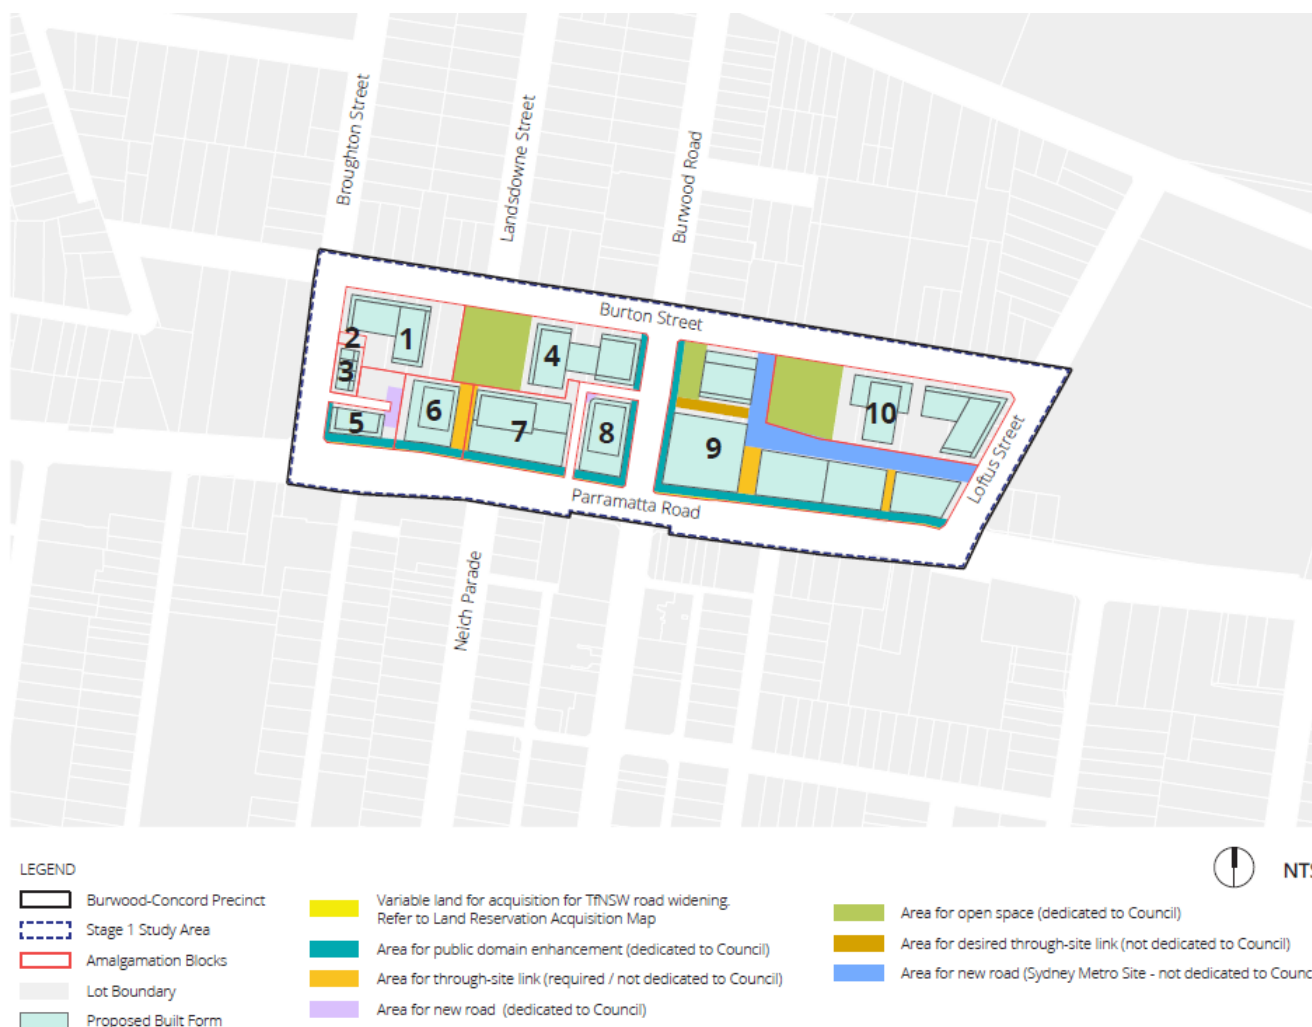 Broughton Street
Landsdowne Street
Burwood Road
Burton Street
1
2
3
4
5
6
7
8
9
10
Loftus Street
Parramatta Road
Neich Parade
LEGEND
NTS
Burwood-Concord Precinct
Stage 1 Study Area
Amalgamation Blocks
Lot Boundary
Proposed Built Form
Variable land for acquisition for TfNSW road widening.
Refer to Land Reservation Acquisition Map
Area for public domain enhancement (dedicated to Council)
Area for through-site link (required / not dedicated to Council)
Area for new road (dedicated to Council)
Area for open space (dedicated to Council)
Area for desired through-site link (not dedicated to Council)
Area for new road (Sydney Metro Site - not dedicated to Counc